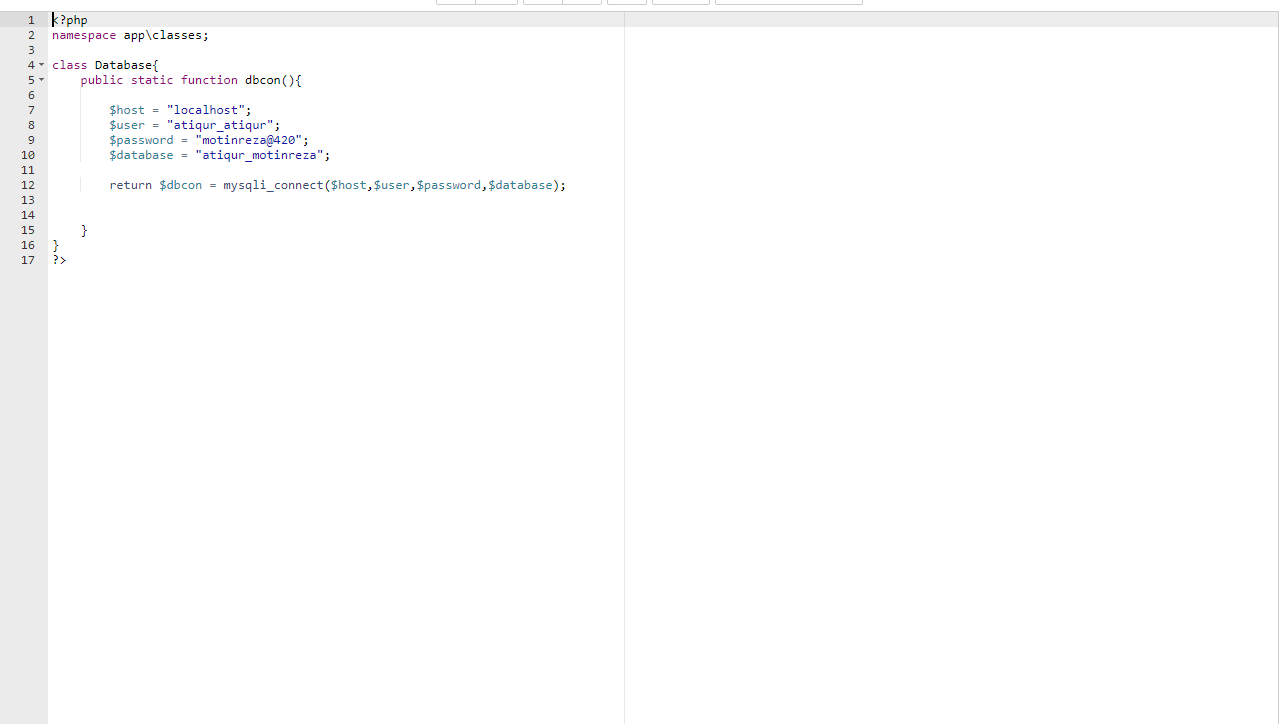 1 <?php
2 namespace app\classes;
3
4 class Database{
5 public static function dbcon(){
6
7 $host = "localhost";
8 $user = "atiqur_atiqur";
9 $password = "motinreza@420";
10 $database = "atiqur_motinreza";
11
12 return $dbcon = mysqli_connect($host,$user,$password,$database);
13
14
15 }
16 }
17 ?>